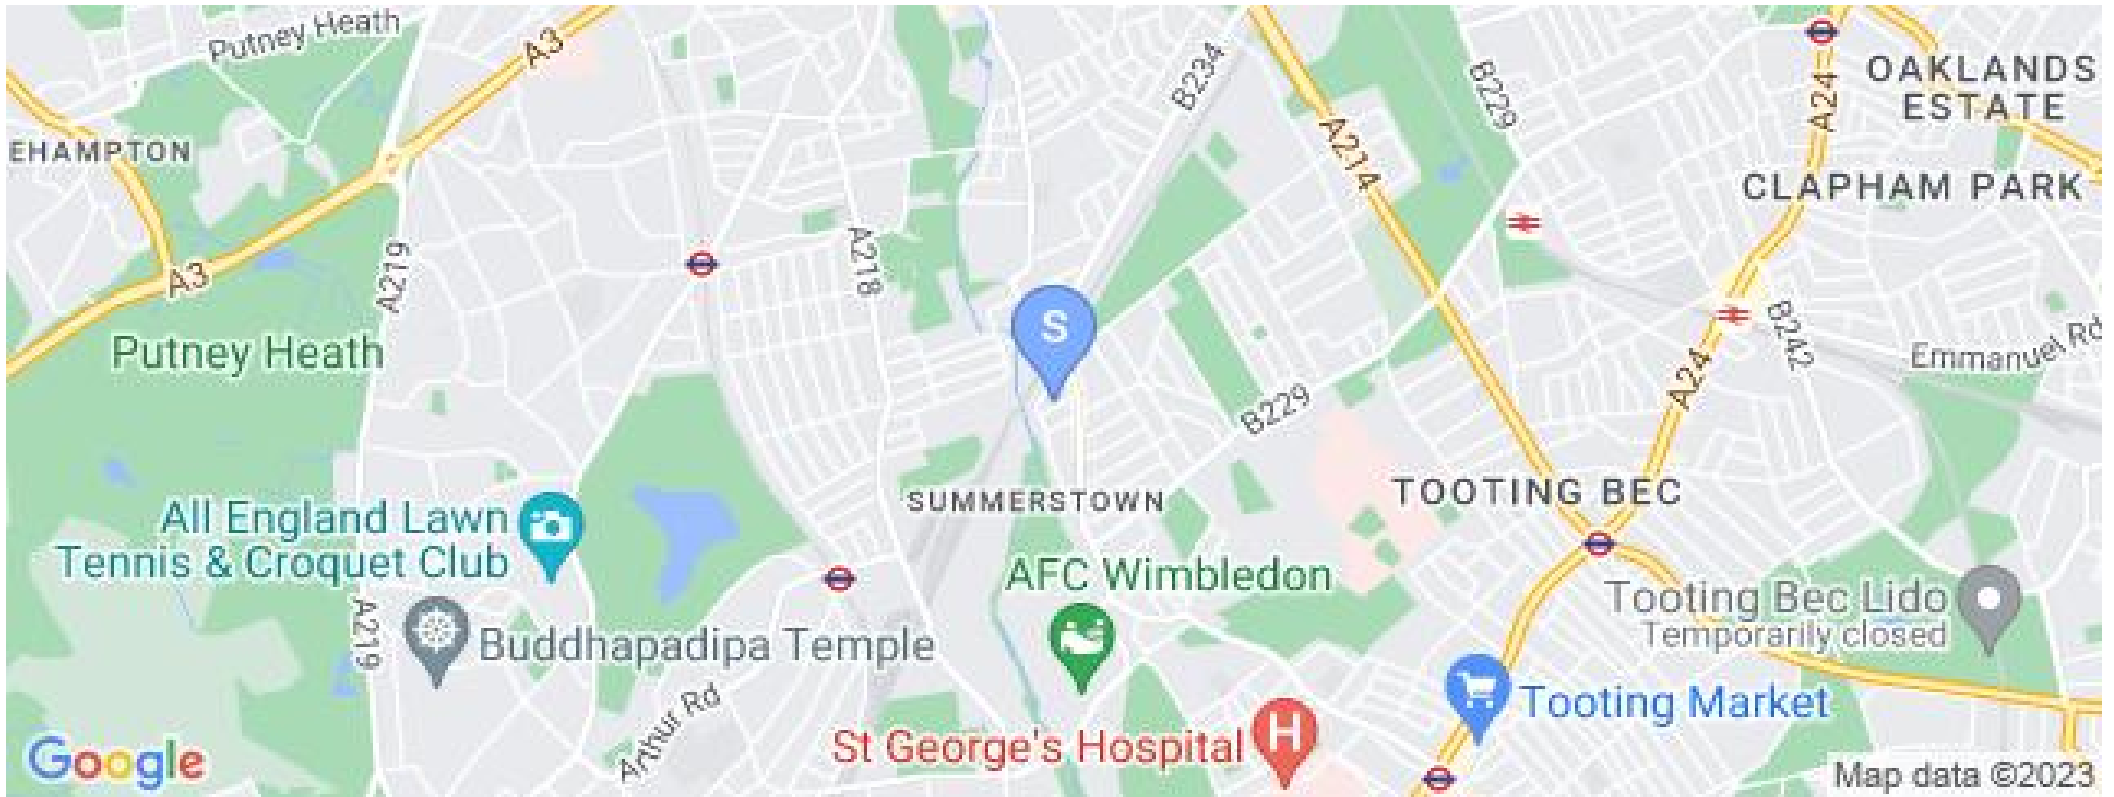 Putney Heath
A3
B234
B229
A24
OAKLANDS
ESTATE
EHAMPTON
A214
CLAPHAM PARK
A219
A218
A3
Putney Heath
S
B242
Emmanuel Rd
A24
B229
TOOTING BEC
SUMMERSTOWN
All England Lawn
Tennis & Croquet Club
AFC Wimbledon
A219
Buddhapadipa Temple
Tooting Bec Lido
Temporarily closed
Arthur Rd
Tooting Market
St George's Hospital
H
Google
Map data ©2023